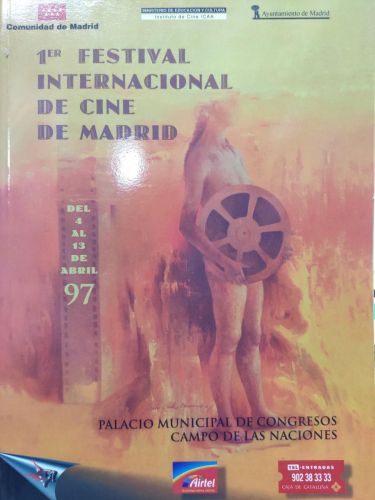 Comunidad de Madrid
MINISTERIO DE EDUCACION Y CULTURA
Instituto de Cine ICAA
Ayuntamiento de Madrid
1ER FESTIVAL
INTERNACIONAL
DE CINE
DE MADRID
DEL
4
AL
13
DE
ABRIL
97
PALACIO MUNICIPAL DE CONGRESOS
CAMPO DE LAS NACIONES
Airtel
TEL-ENTRADAS
902 38 33 33
CAIXA DE CATALUNYA